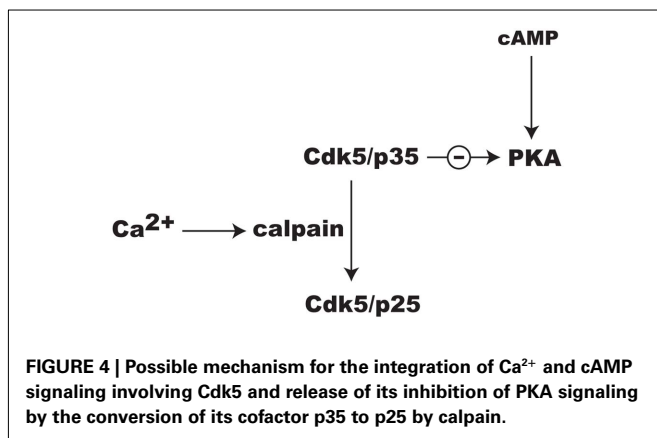 cAMP
Cdk5/p35 − PKA
Ca²⁺ calpain
Cdk5/p25
FIGURE 4 | Possible mechanism for the integration of Ca²⁺ and cAMP
signaling involving Cdk5 and release of its inhibition of PKA signaling
by the conversion of its cofactor p35 to p25 by calpain.